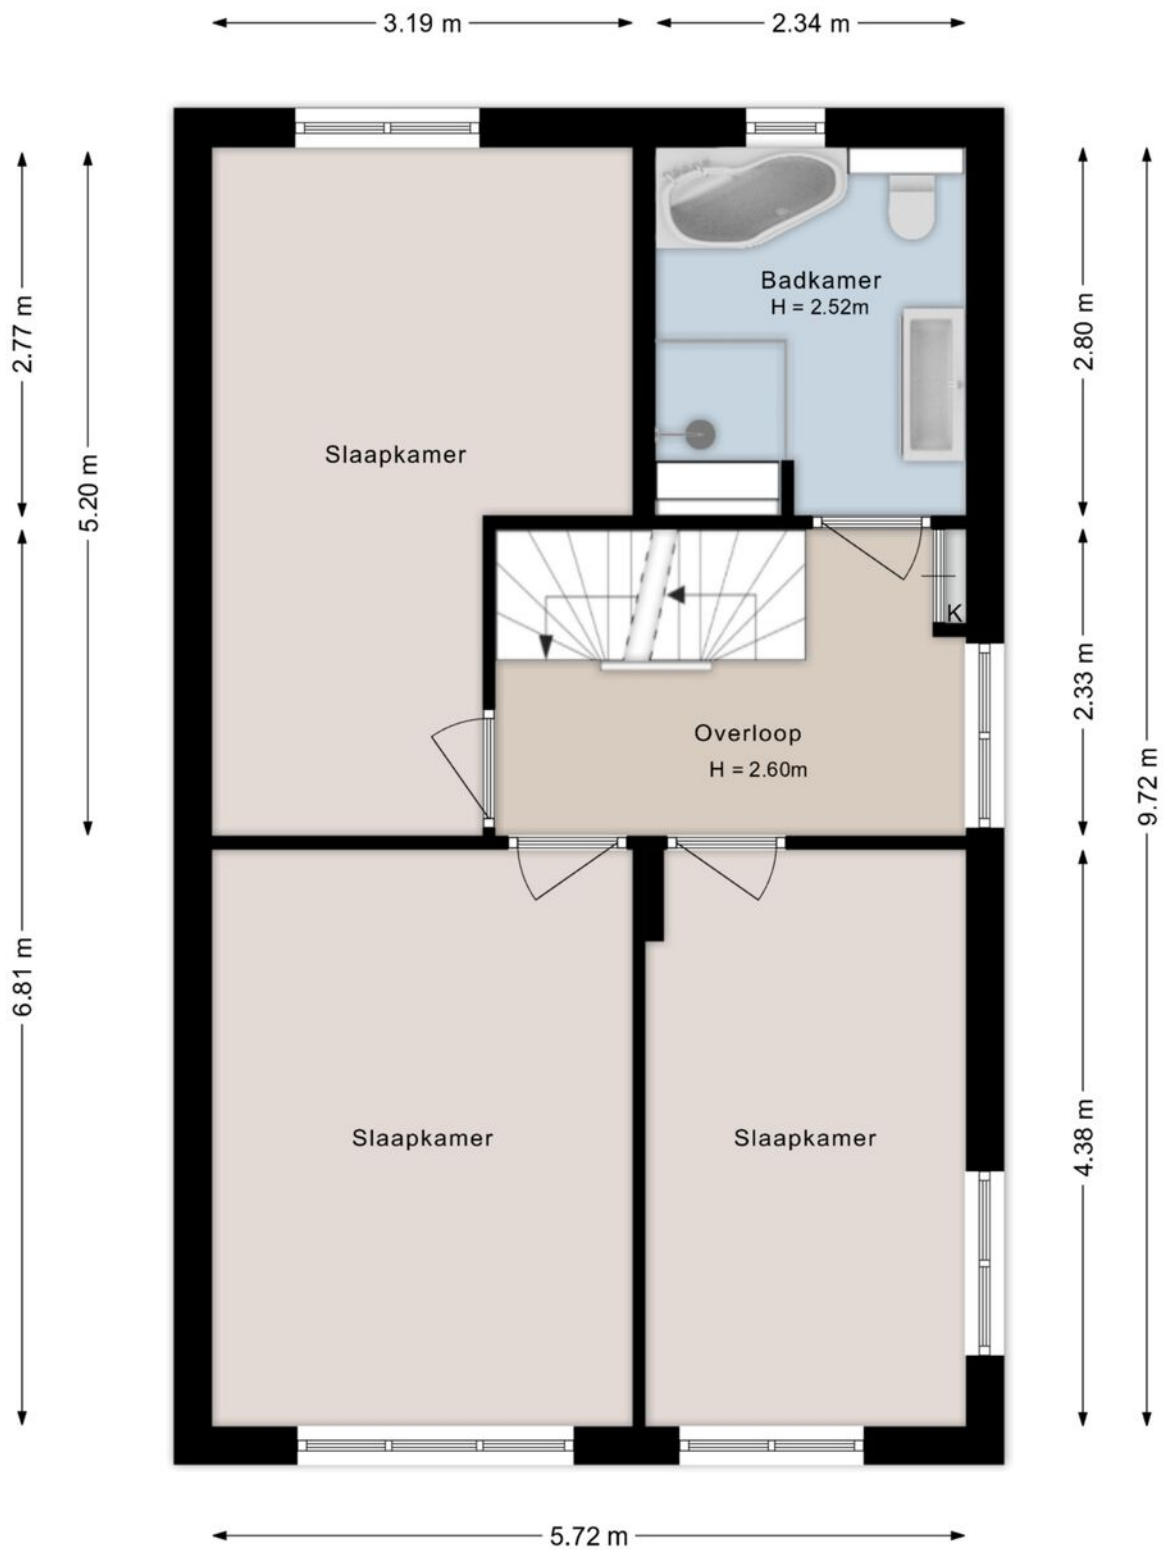 3.19 m
2.34 m
2.77 m
5.20 m
2.80 m
Badkamer
H = 2.52m
Slaapkamer
K
2.33 m
Overloop
H = 2.60m
9.72 m
6.81 m
Slaapkamer
Slaapkamer
4.38 m
5.72 m